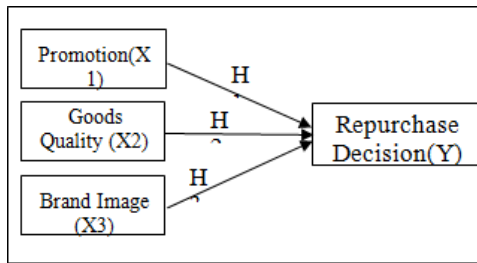 Promotion(X
1)
H
Goods
Quality (X2)
H
Repurchase
Decision(Y)
H
Brand Image
(X3)